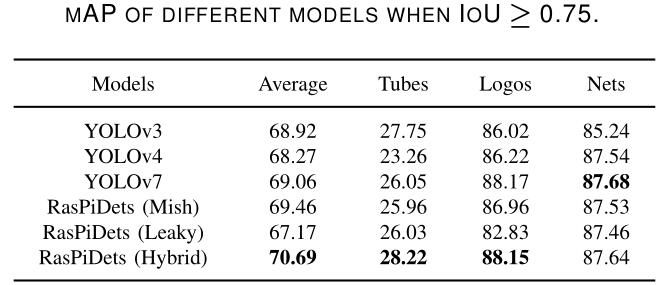 MAP OF DIFFERENT MODELS WHEN IOU ≥ 0.75.
Models Average Tubes Logos Nets
YOLOv3 68.92 27.75 86.02 85.24
YOLOv4 68.27 23.26 86.22 87.54
YOLOv7 69.06 26.05 88.17 87.68
RasPiDets (Mish) 69.46 25.96 86.96 87.53
RasPiDets (Leaky) 67.17 26.03 82.83 87.46
RasPiDets (Hybrid) 70.69 28.22 88.15 87.64